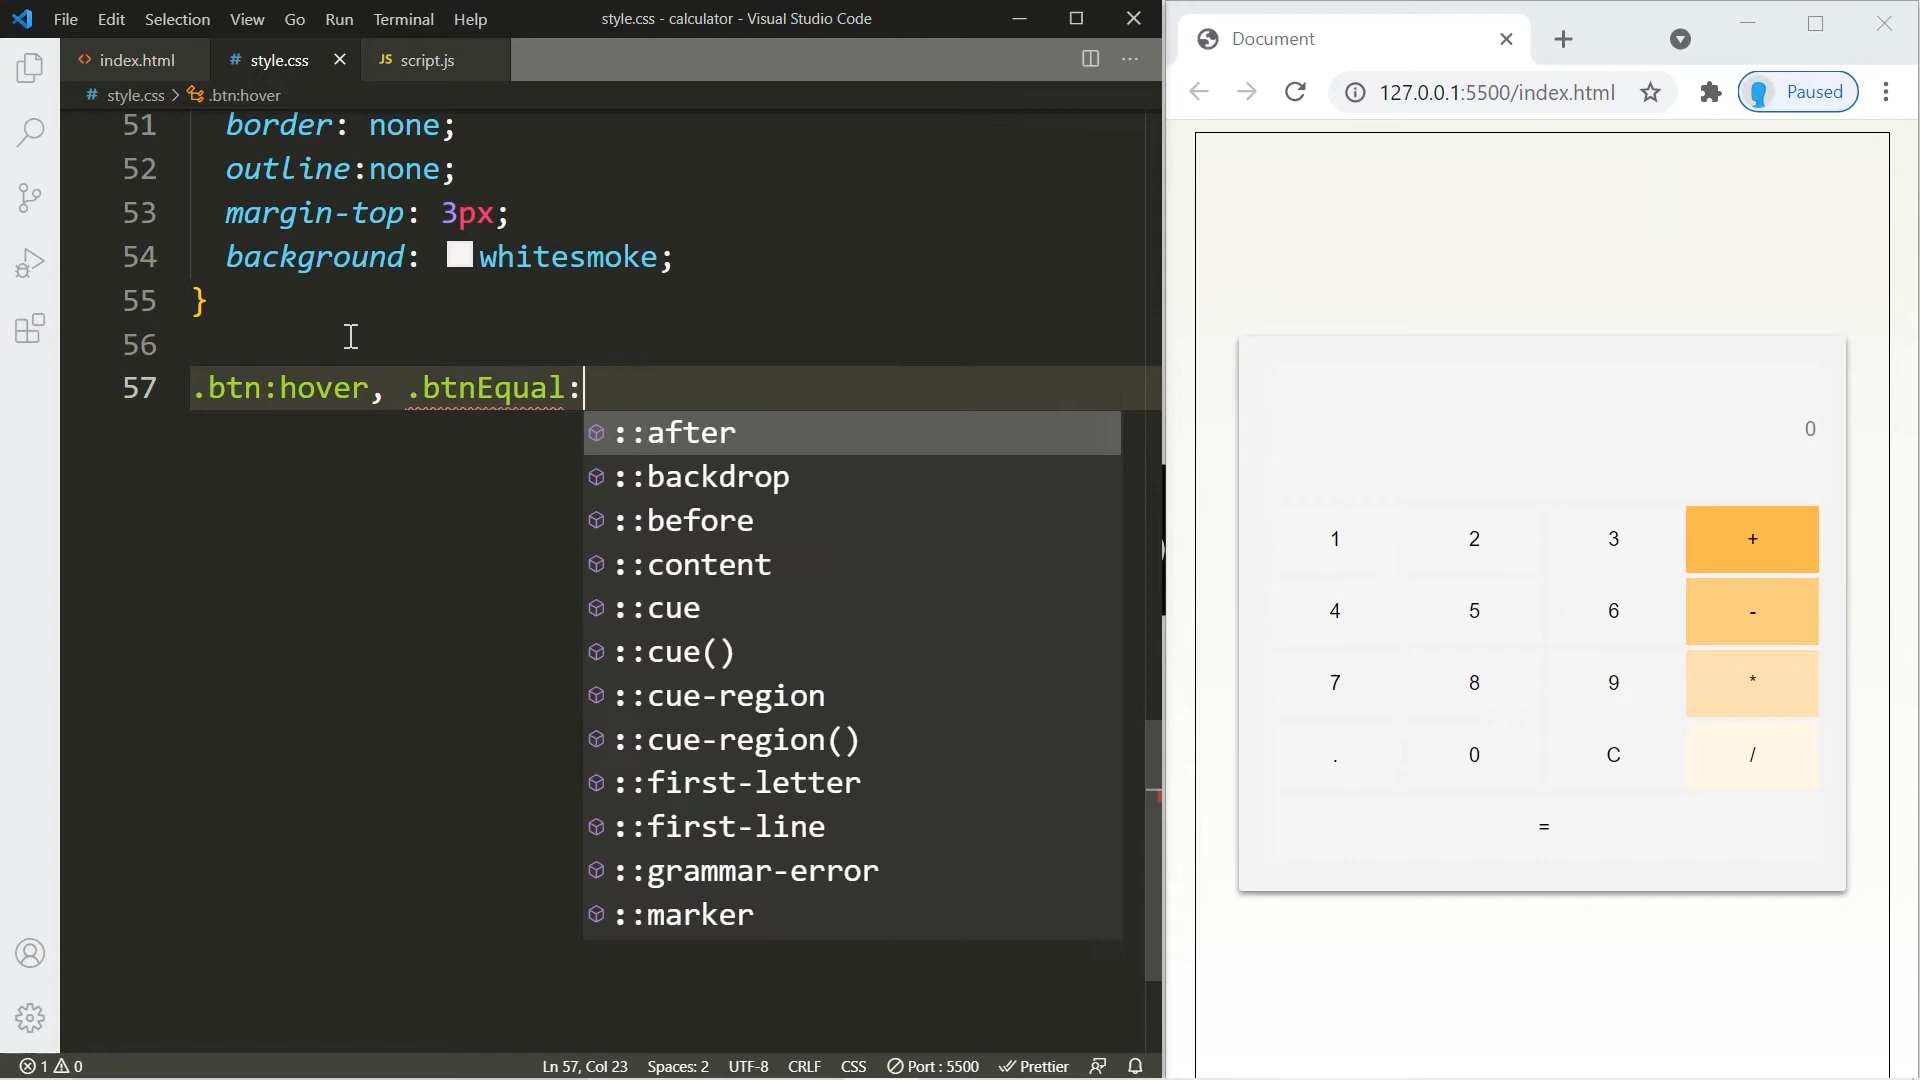 File Edit Selection View Go Run Terminal Help
style.css - calculator - Visual Studio Code
<> index.html
# style.css
JS script.js
# style.css > .btn:hover
51 border: none;
52 outline:none;
53 margin-top: 3px;
54 background: whitesmoke;
55 }
56
57 .btn:hover, .btnEqual:
::after
::backdrop
::before
::content
::cue
::cue()
::cue-region
::cue-region()
::first-letter
::first-line
::grammar-error
::marker
1 0 Ln 57, Col 23 Spaces: 2 UTF-8 CRLF CSS Port : 5500 Prettier
Document
127.0.0.1:5500/index.html
Paused
0
1 2 3 +
4 5 6 -
7 8 9 *
. 0 C /
=